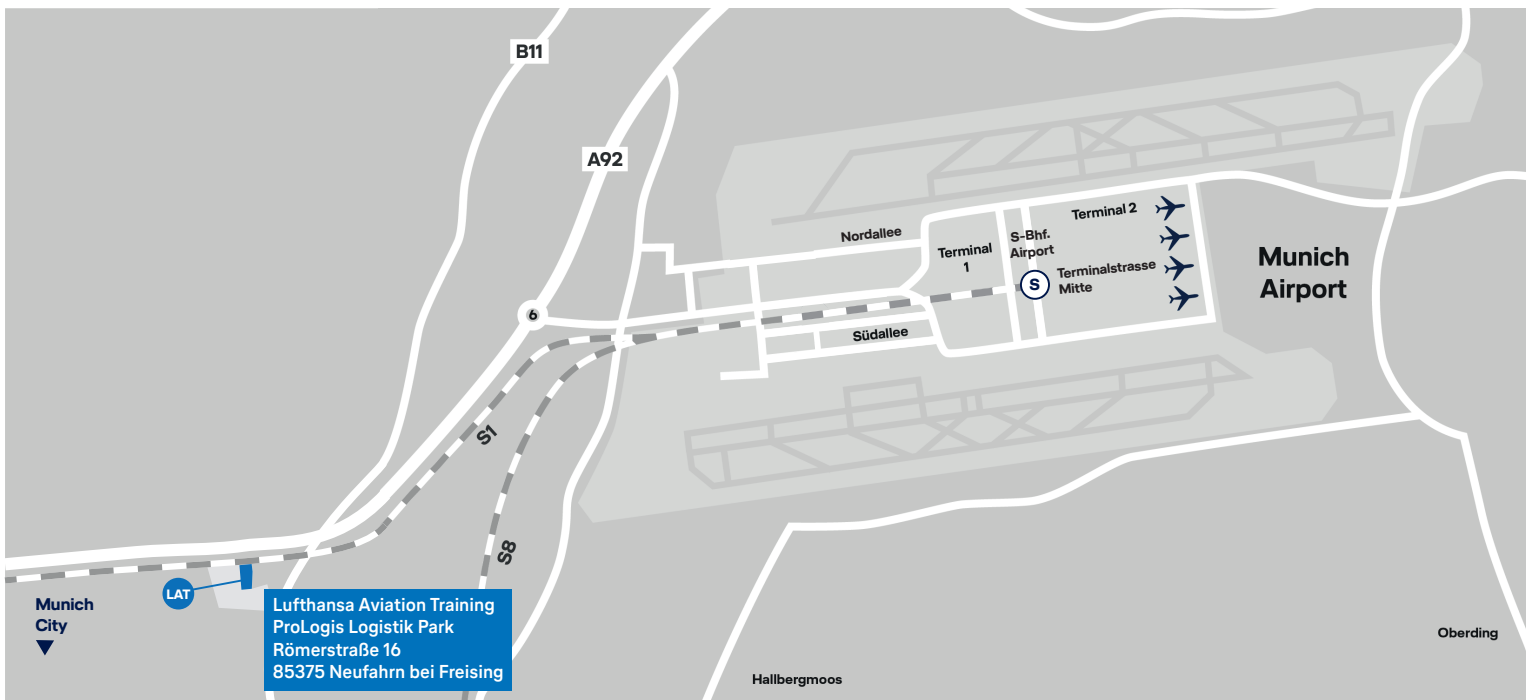 B11
A92
Nordallee
Terminal
1
S-Bhf.
Airport
Terminal 2
Terminalstrasse
Mitte
S
Munich
Airport
6
Südallee
S1
S8
LAT
Munich
City
Lufthansa Aviation Training
ProLogis Logistik Park
Römerstraße 16
85375 Neufahrn bei Freising
Hallbergmoos
Oberding